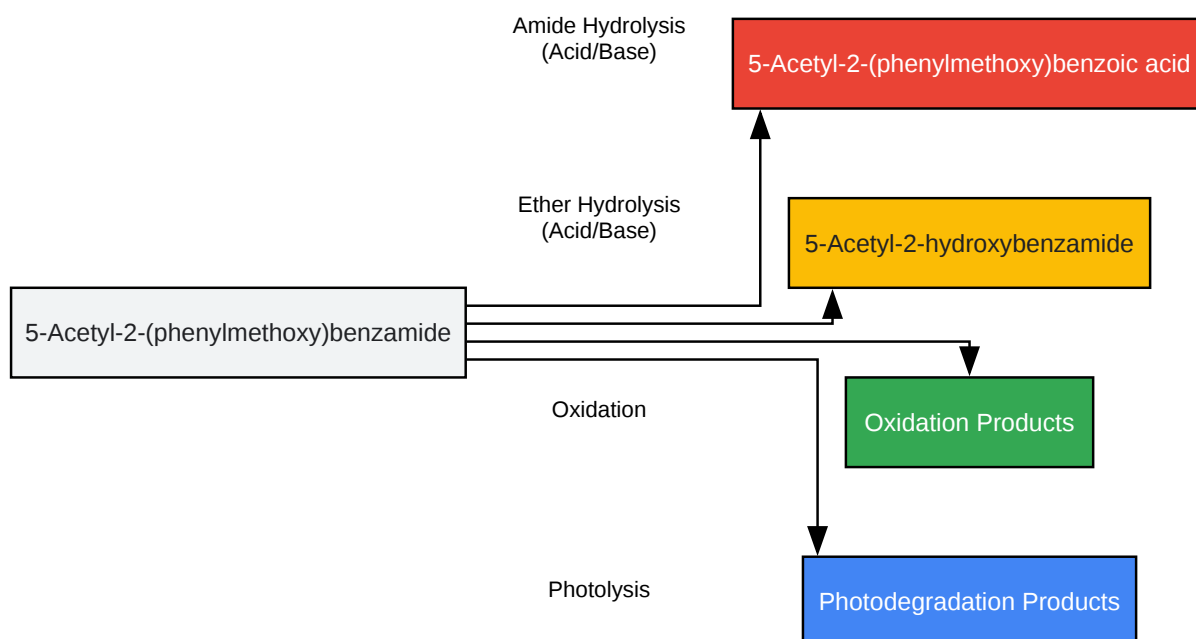 Amide Hydrolysis
(Acid/Base)
5-Acetyl-2-(phenylmethoxy)benzoic acid
Ether Hydrolysis
(Acid/Base)
5-Acetyl-2-hydroxybenzamide
5-Acetyl-2-(phenylmethoxy)benzamide
Oxidation
Oxidation Products
Photolysis
Photodegradation Products